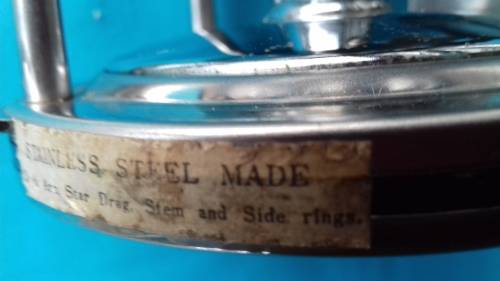 STAINLESS STEEL MADE
Star Drag Stem and Side rings.